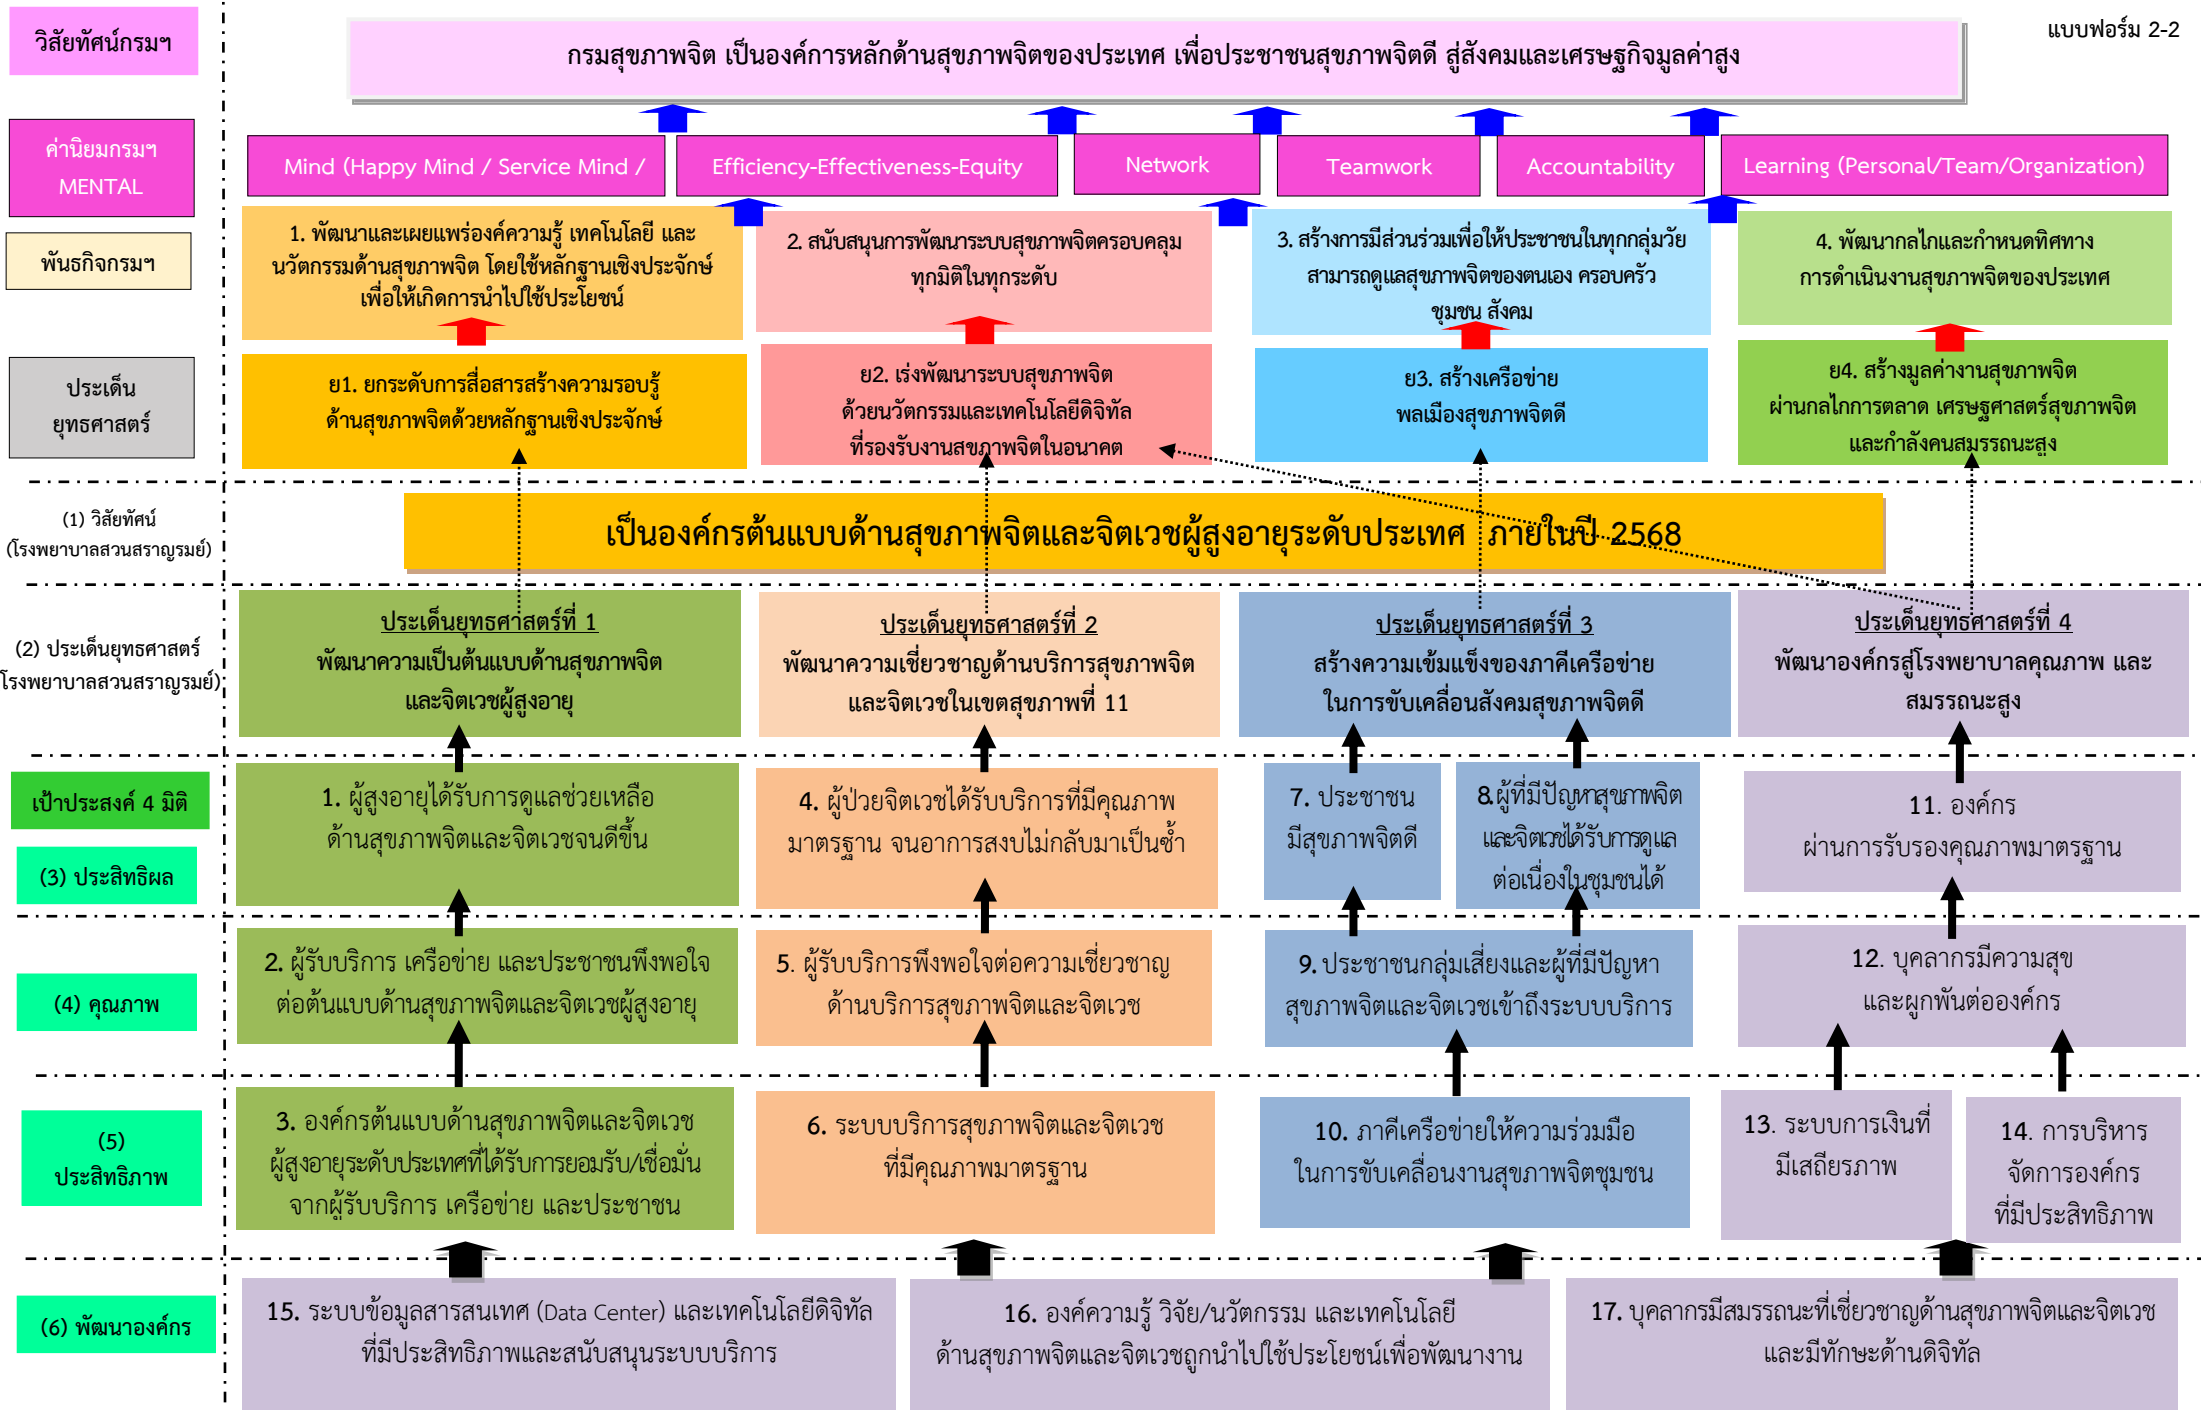 แบบฟอร์ม 2-2
วิสัยทัศน์กรมฯ
กรมสุขภาพจิต เป็นองค์การหลักด้านสุขภาพจิตของประเทศ เพื่อประชาชนสุขภาพจิตดี สู่สังคมและเศรษฐกิจมูลค่าสูง
ค่านิยมกรมฯ
MENTAL
Mind (Happy Mind / Service Mind /
Efficiency-Effectiveness-Equity
Network
Teamwork
Accountability
Learning (Personal/Team/Organization)
พันธกิจกรมฯ
1. พัฒนาและเผยแพร่องค์ความรู้ เทคโนโลยี และ
นวัตกรรมด้านสุขภาพจิต โดยใช้หลักฐานเชิงประจักษ์
เพื่อให้เกิดการนำไปใช้ประโยชน์
2. สนับสนุนการพัฒนาระบบสุขภาพจิตครอบคลุม
ทุกมิติในทุกระดับ
3. สร้างการมีส่วนร่วมเพื่อให้ประชาชนในทุกกลุ่มวัย
สามารถดูแลสุขภาพจิตของตนเอง ครอบครัว
ชุมชน สังคม
4. พัฒนากลไกและกำหนดทิศทาง
การดำเนินงานสุขภาพจิตของประเทศ
ประเด็น
ยุทธศาสตร์
ย1. ยกระดับการสื่อสารสร้างความรอบรู้
ด้านสุขภาพจิตด้วยหลักฐานเชิงประจักษ์
ย2. เร่งพัฒนาระบบสุขภาพจิต
ด้วยนวัตกรรมและเทคโนโลยีดิจิทัล
ที่รองรับงานสุขภาพจิตในอนาคต
ย3. สร้างเครือข่าย
พลเมืองสุขภาพจิตดี
ย4. สร้างมูลค่างานสุขภาพจิต
ผ่านกลไกการตลาด เศรษฐศาสตร์สุขภาพจิต
และกำลังคนสมรรถนะสูง
(1) วิสัยทัศน์
(โรงพยาบาลสวนสราญรมย์)
เป็นองค์กรต้นแบบด้านสุขภาพจิตและจิตเวชผู้สูงอายุระดับประเทศ ภายในปี 2568
(2) ประเด็นยุทธศาสตร์
โรงพยาบาลสวนสราญรมย์)
ประเด็นยุทธศาสตร์ที่ 1
พัฒนาความเป็นต้นแบบด้านสุขภาพจิต
และจิตเวชผู้สูงอายุ
ประเด็นยุทธศาสตร์ที่ 2
พัฒนาความเชี่ยวชาญด้านบริการสุขภาพจิต
และจิตเวชในเขตสุขภาพที่ 11
ประเด็นยุทธศาสตร์ที่ 3
สร้างความเข้มแข็งของภาคีเครือข่าย
ในการขับเคลื่อนสังคมสุขภาพจิตดี
ประเด็นยุทธศาสตร์ที่ 4
พัฒนาองค์กรสู่โรงพยาบาลคุณภาพ และ
สมรรถนะสูง
เป้าประสงค์ 4 มิติ
(3) ประสิทธิผล
1. ผู้สูงอายุได้รับการดูแลช่วยเหลือ
ด้านสุขภาพจิตและจิตเวชจนดีขึ้น
4. ผู้ป่วยจิตเวชได้รับบริการที่มีคุณภาพ
มาตรฐาน จนอาการสงบไม่กลับมาเป็นซ้ำ
7. ประชาชน
มีสุขภาพจิตดี
8.ผู้ที่มีปัญหาสุขภาพจิต
และจิตเวชได้รับการดูแล
ต่อเนื่องในชุมชนได้
11. องค์กร
ผ่านการรับรองคุณภาพมาตรฐาน
(4) คุณภาพ
2. ผู้รับบริการ เครือข่าย และประชาชนพึงพอใจ
ต่อต้นแบบด้านสุขภาพจิตและจิตเวชผู้สูงอายุ
5. ผู้รับบริการพึงพอใจต่อความเชี่ยวชาญ
ด้านบริการสุขภาพจิตและจิตเวช
9. ประชาชนกลุ่มเสี่ยงและผู้ที่มีปัญหา
สุขภาพจิตและจิตเวชเข้าถึงระบบบริการ
12. บุคลากรมีความสุข
และผูกพันต่อองค์กร
(5)
ประสิทธิภาพ
3. องค์กรต้นแบบด้านสุขภาพจิตและจิตเวช
ผู้สูงอายุระดับประเทศที่ได้รับการยอมรับ/เชื่อมั่น
จากผู้รับบริการ เครือข่าย และประชาชน
6. ระบบบริการสุขภาพจิตและจิตเวช
ที่มีคุณภาพมาตรฐาน
10. ภาคีเครือข่ายให้ความร่วมมือ
ในการขับเคลื่อนงานสุขภาพจิตชุมชน
13. ระบบการเงินที่
มีเสถียรภาพ
14. การบริหาร
จัดการองค์กร
ที่มีประสิทธิภาพ
(6) พัฒนาองค์กร
15. ระบบข้อมูลสารสนเทศ (Data Center) และเทคโนโลยีดิจิทัล
ที่มีประสิทธิภาพและสนับสนุนระบบบริการ
16. องค์ความรู้ วิจัย/นวัตกรรม และเทคโนโลยี
ด้านสุขภาพจิตและจิตเวชถูกนำไปใช้ประโยชน์เพื่อพัฒนางาน
17. บุคลากรมีสมรรถนะที่เชี่ยวชาญด้านสุขภาพจิตและจิตเวช
และมีทักษะด้านดิจิทัล